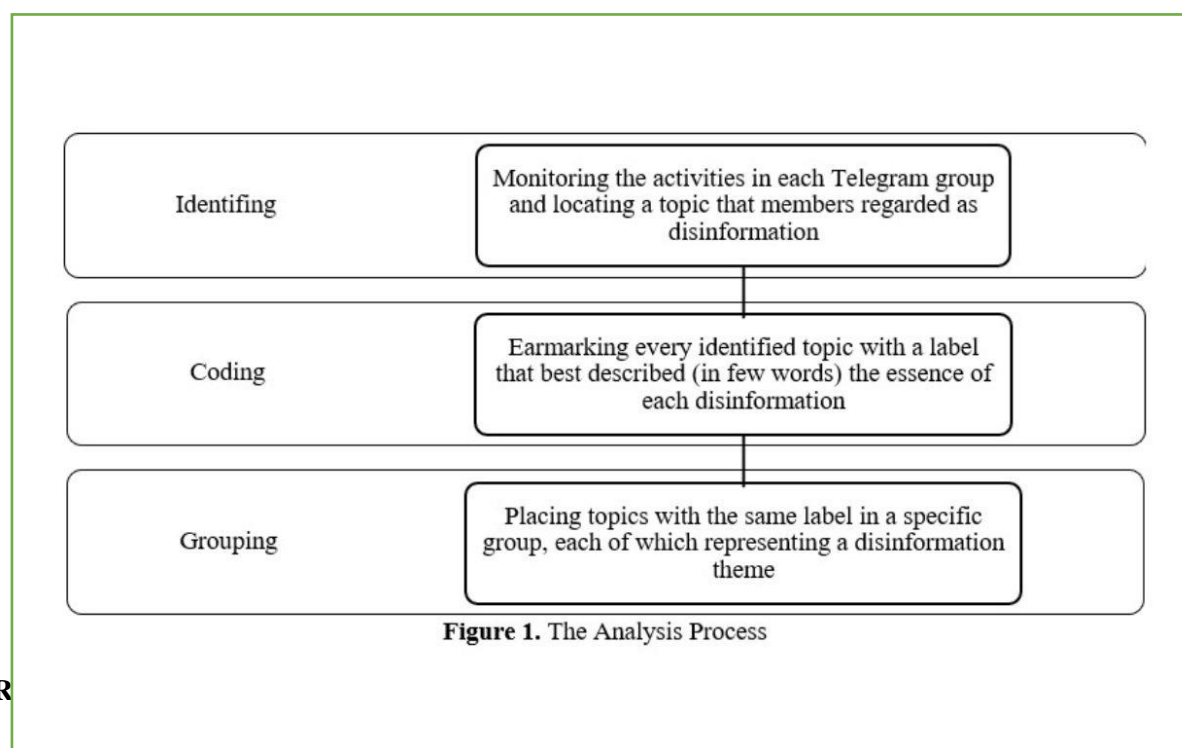 Identifing
Monitoring the activities in each Telegram group
and locating a topic that members regarded as
disinformation
Coding
Earmarking every identified topic with a label
that best described (in few words) the essence of
each disinformation
Grouping
Placing topics with the same label in a specific
group, each of which representing a disinformation
theme
Figure 1. The Analysis Process
R